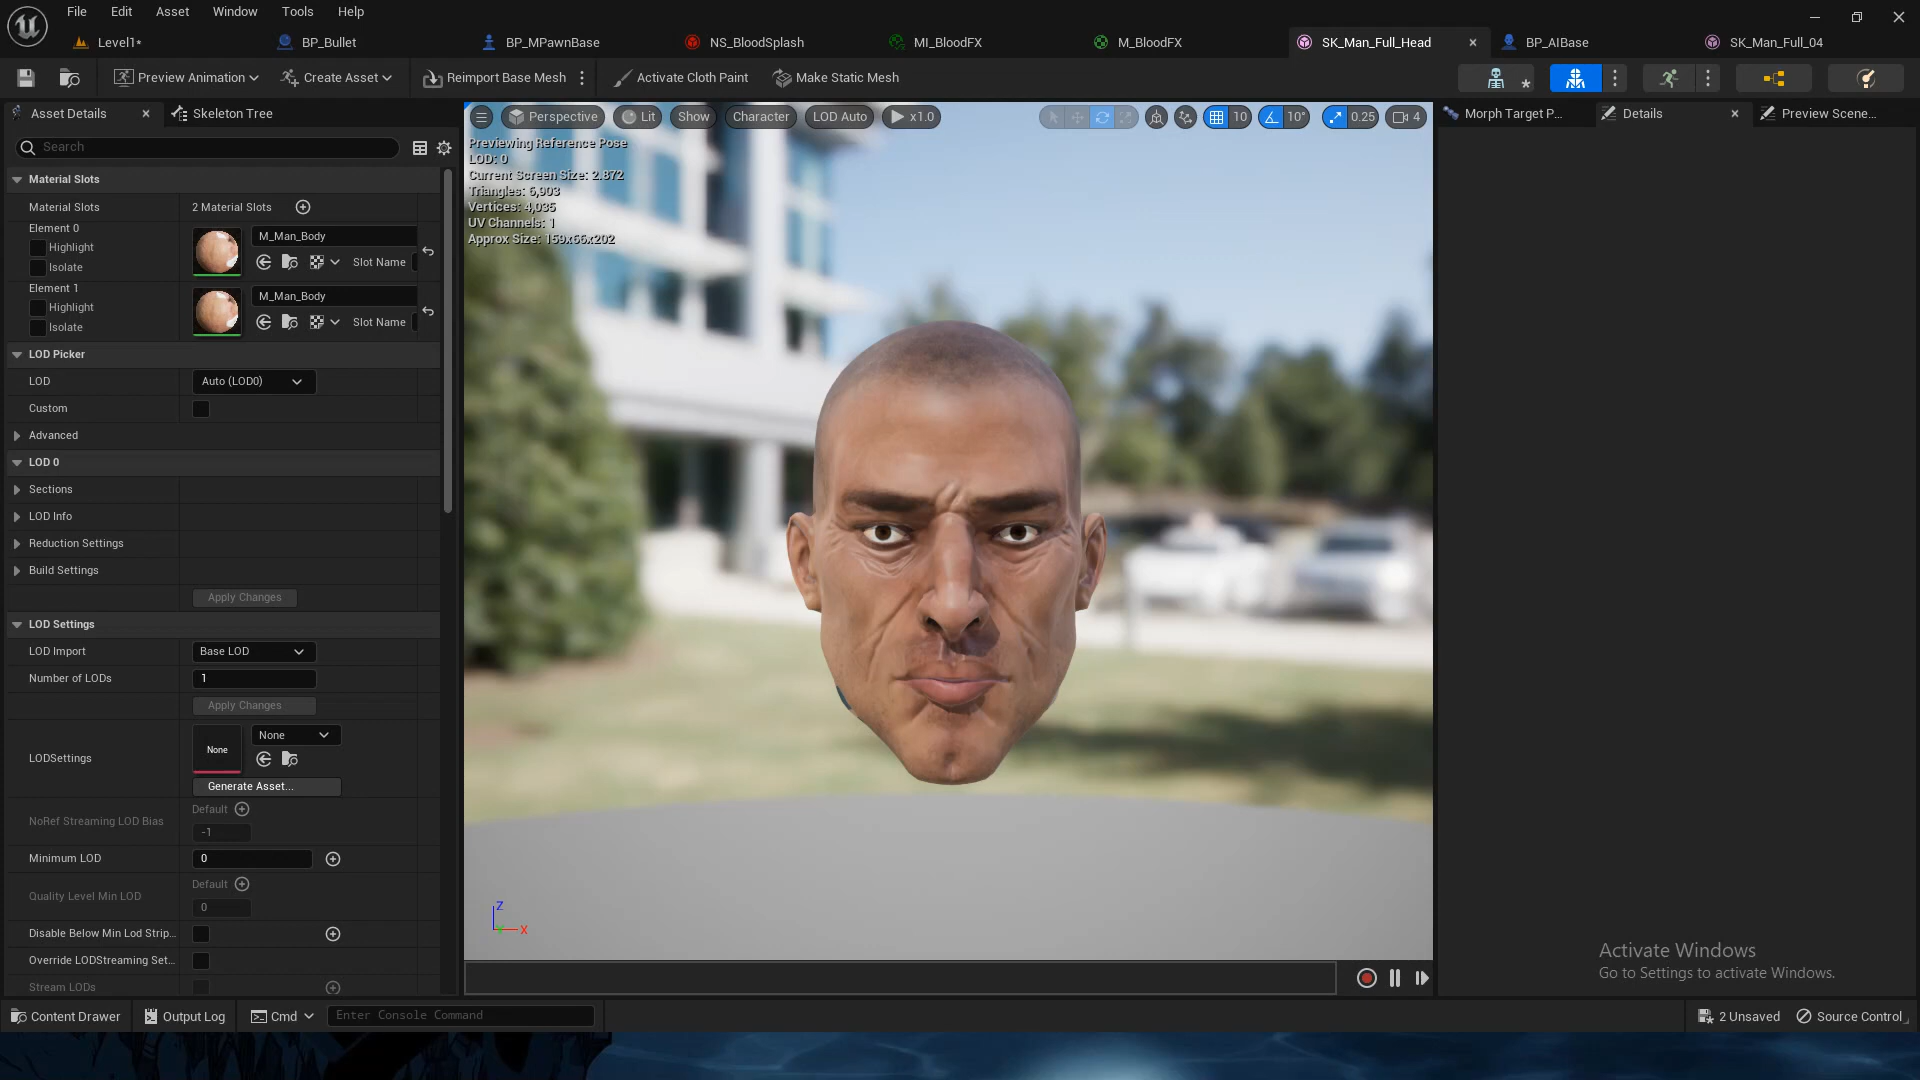 File Edit Asset Window Tools Help
Level1* BP_Bullet BP_MPawnBase NS_BloodSplash MI_BloodFX M_BloodFX SK_Man_Full_Head BP_AIBase SK_Man_Full_04
Preview Animation Create Asset Reimport Base Mesh Activate Cloth Paint Make Static Mesh
Asset Details Skeleton Tree
Perspective Lit Show Character LOD Auto x1.0 10 10° 0.25 4
Morph Target P... Details Preview Scene...
Search
Previewing Reference Pose
LOD: 0
Current Screen Size: 2.872
Triangles: 6,903
Vertices: 4,035
UV Channels: 1
Approx Size: 159x66x202
Material Slots
Material Slots 2 Material Slots
Element 0
Highlight
Isolate
M_Man_Body
Slot Name
Element 1
Highlight
Isolate
M_Man_Body
Slot Name
LOD Picker
LOD Auto (LOD0)
Custom
Advanced
LOD 0
Sections
LOD Info
Reduction Settings
Build Settings
Apply Changes
LOD Settings
LOD Import Base LOD
Number of LODs 1
Apply Changes
LODSettings None None
Generate Asset...
NoRef Streaming LOD Bias Default
-1
Minimum LOD 0
Quality Level Min LOD Default
0
Disable Below Min Lod Strip...
Override LODStreaming Set...
Stream LODs
Z
X
Activate Windows
Go to Settings to activate Windows.
Content Drawer Output Log Cmd Enter Console Command 2 Unsaved Source Control